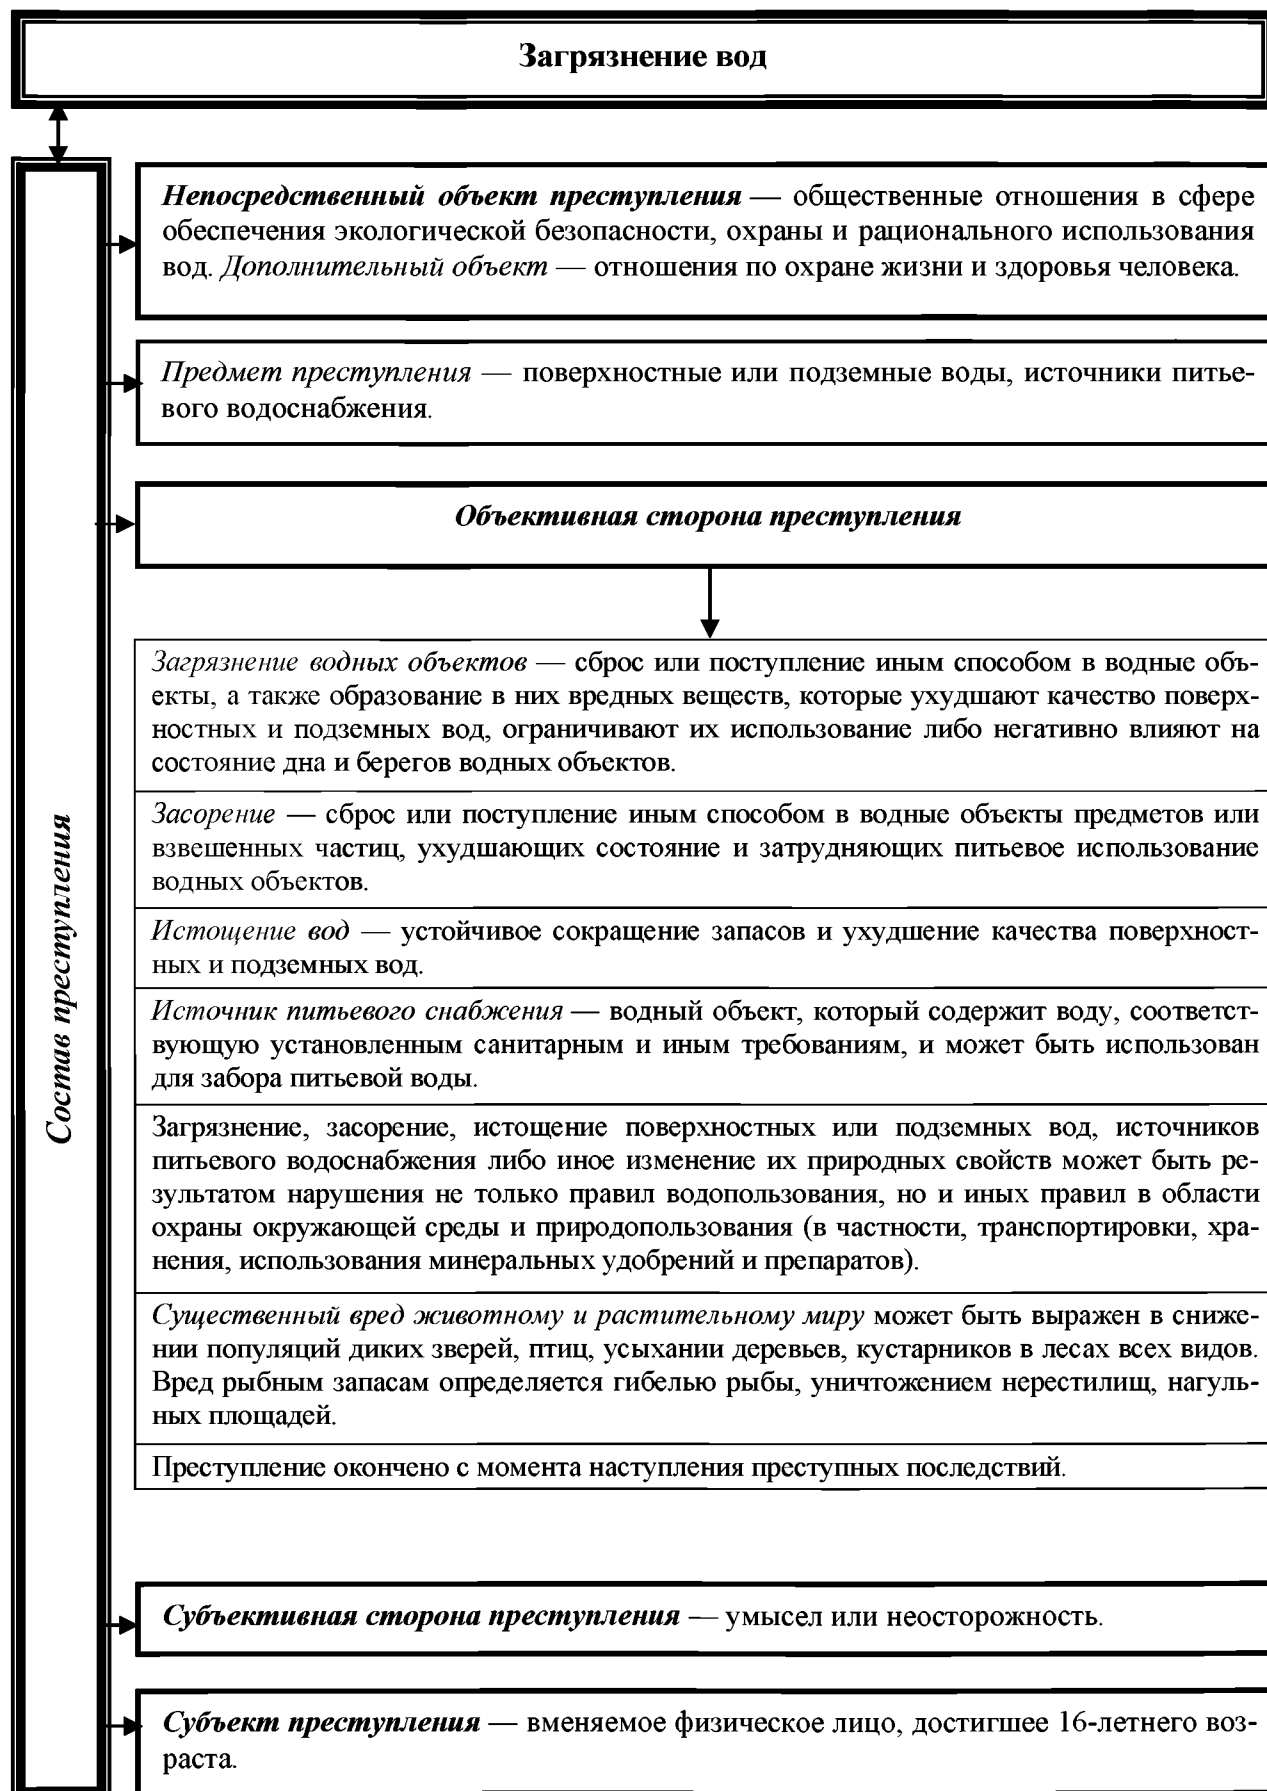 Загрязнение вод
Состав преступления
Непосредственный объект преступления — общественные отношения в сфере
обеспечения экологической безопасности, охраны и рационального использования
вод. Дополнительный объект — отношения по охране жизни и здоровья человека.
Предмет преступления — поверхностные или подземные воды, источники питье-
вого водоснабжения.
Объективная сторона преступления
Загрязнение водных объектов — сброс или поступление иным способом в водные объ-
екты, а также образование в них вредных веществ, которые ухудшают качество поверх-
ностных и подземных вод, ограничивают их использование либо негативно влияют на
состояние дна и берегов водных объектов.
Засорение — сброс или поступление иным способом в водные объекты предметов или
взвешенных частиц, ухудшающих состояние и затрудняющих питьевое использование
водных объектов.
Истощение вод — устойчивое сокращение запасов и ухудшение качества поверхност-
ных и подземных вод.
Источник питьевого снабжения — водный объект, который содержит воду, соответст-
вующую установленным санитарным и иным требованиям, и может быть использован
для забора питьевой воды.
Загрязнение, засорение, истощение поверхностных или подземных вод, источников
питьевого водоснабжения либо иное изменение их природных свойств может быть ре-
зультатом нарушения не только правил водопользования, но и иных правил в области
охраны окружающей среды и природопользования (в частности, транспортировки, хра-
нения, использования минеральных удобрений и препаратов).
Существенный вред животному и растительному миру может быть выражен в сниже-
нии популяций диких зверей, птиц, усыхании деревьев, кустарников в лесах всех видов.
Вред рыбным запасам определяется гибелью рыбы, уничтожением нерестилищ, нагуль-
ных площадей.
Преступление окончено с момента наступления преступных последствий.
Субъективная сторона преступления — умысел или неосторожность.
Субъект преступления — вменяемое физическое лицо, достигшее 16-летнего воз-
раста.